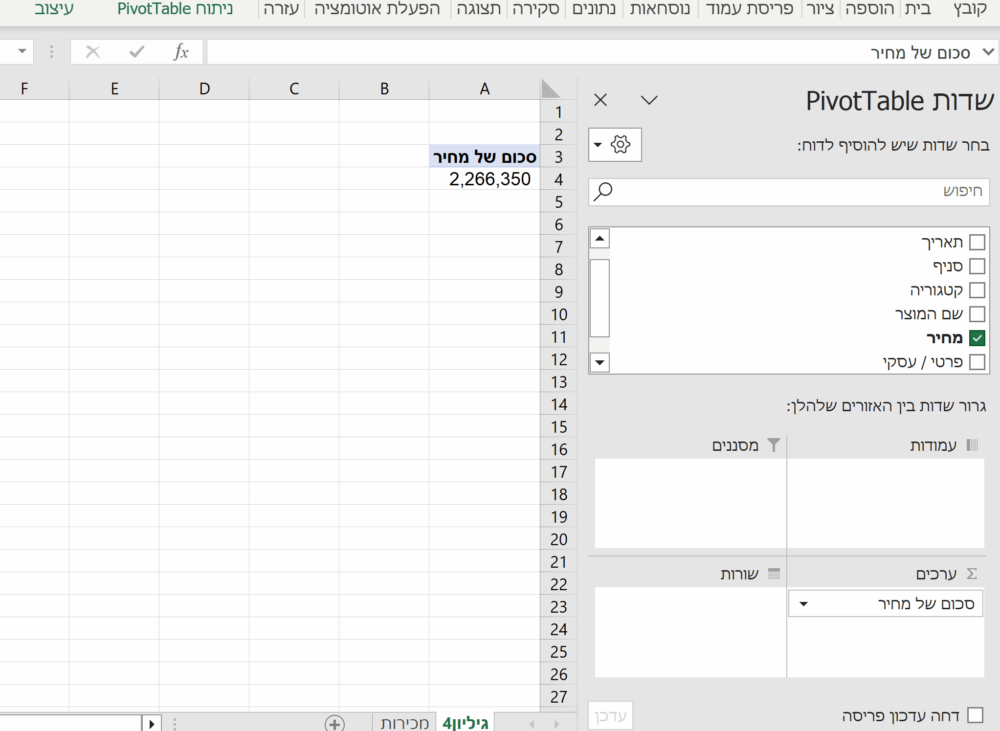 קובץ בית הוספה ציור פריסת עמוד נוסחאות נתונים סקירה תצוגה הפעלת אוטומציה עזרה ניתוח PivotTable עיצוב
fx סכום של מחיר
שדות PivotTable
בחר שדות שיש להוסיף לדוח:
חיפוש
תאריך
סניף
קטגוריה
שם המוצר
מחיר
פרטי / עסקי
גרור שדות בין האזורים שלהלן:
עמודות
מסננים
ערכים
שורות
סכום של מחיר
דחה עדכון פריסה
עדכן
A B C D E F
1
2
3 סכום של מחיר
4 2,266,350
5
6
7
8
9
10
11
12
13
14
15
16
17
18
19
20
21
22
23
24
25
26
27
גיליון4 מכירות